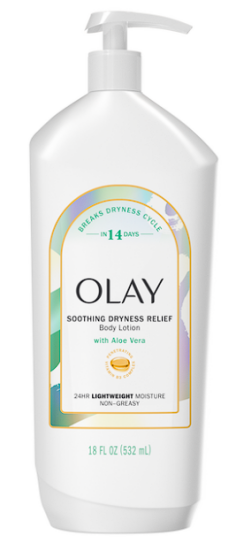 BREAKS DRYNESS CYCLE
IN 14 DAYS
OLAY
SOOTHING DRYNESS RELIEF
Body Lotion
with Aloe Vera
24HR LIGHTWEIGHT MOISTURE
NON-GREASY
18 FL OZ (532 mL)